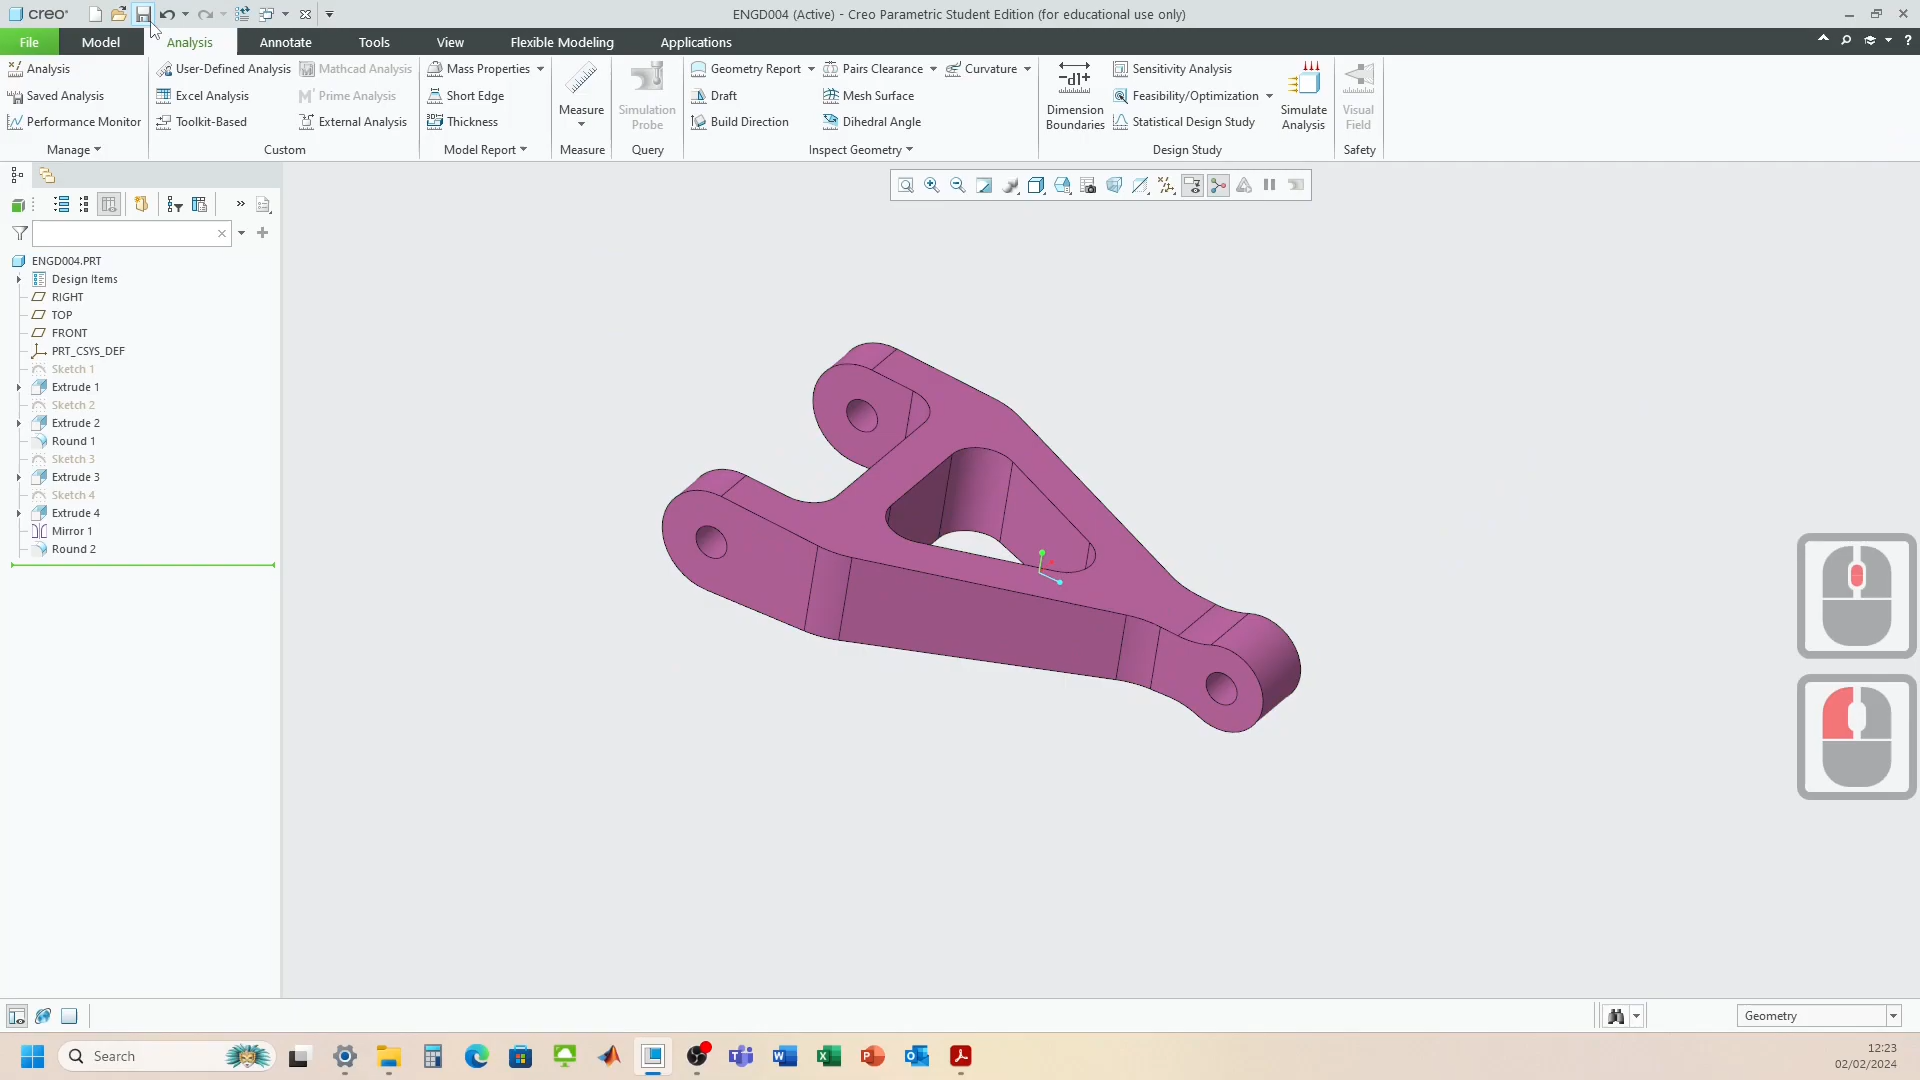 creo
ENGD004 (Active) - Creo Parametric Student Edition (for educational use only)
File
Model
Analysis
Annotate
Tools
View
Flexible Modeling
Applications
?
Analysis
Saved Analysis
Performance Monitor
Manage
User-Defined Analysis
Excel Analysis
Toolkit-Based
Mathcad Analysis
Prime Analysis
External Analysis
Custom
Mass Properties
Short Edge
Thickness
Model Report
Measure
Measure
Simulation
Probe
Query
Geometry Report
Draft
Build Direction
Pairs Clearance
Mesh Surface
Dihedral Angle
Curvature
Inspect Geometry
Dimension
Boundaries
Sensitivity Analysis
Feasibility/Optimization
Statistical Design Study
Simulate
Analysis
Design Study
Visual
Field
Safety
ENGD004.PRT
Design Items
RIGHT
TOP
FRONT
PRT_CSYS_DEF
Sketch 1
Extrude 1
Sketch 2
Extrude 2
Round 1
Sketch 3
Extrude 3
Sketch 4
Extrude 4
Mirror 1
Round 2
Geometry
Search
12:23
02/02/2024